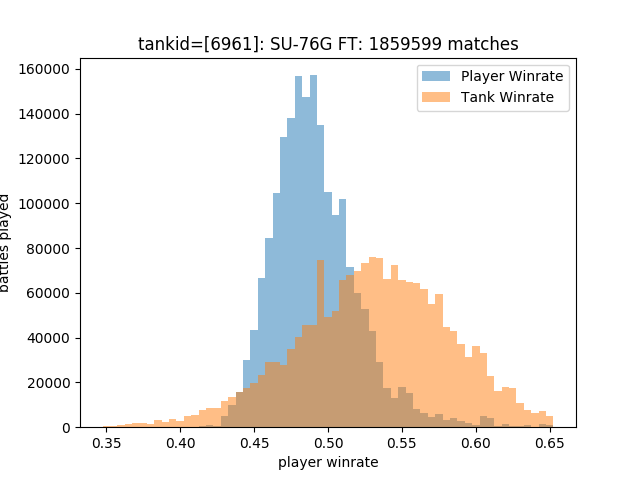 tankid=[6961]: SU-76G FT: 1859599 matches
160000
140000
120000
100000
80000
60000
40000
20000
0
battles played
Player Winrate
Tank Winrate
0.35 0.40 0.45 0.50 0.55 0.60 0.65
player winrate